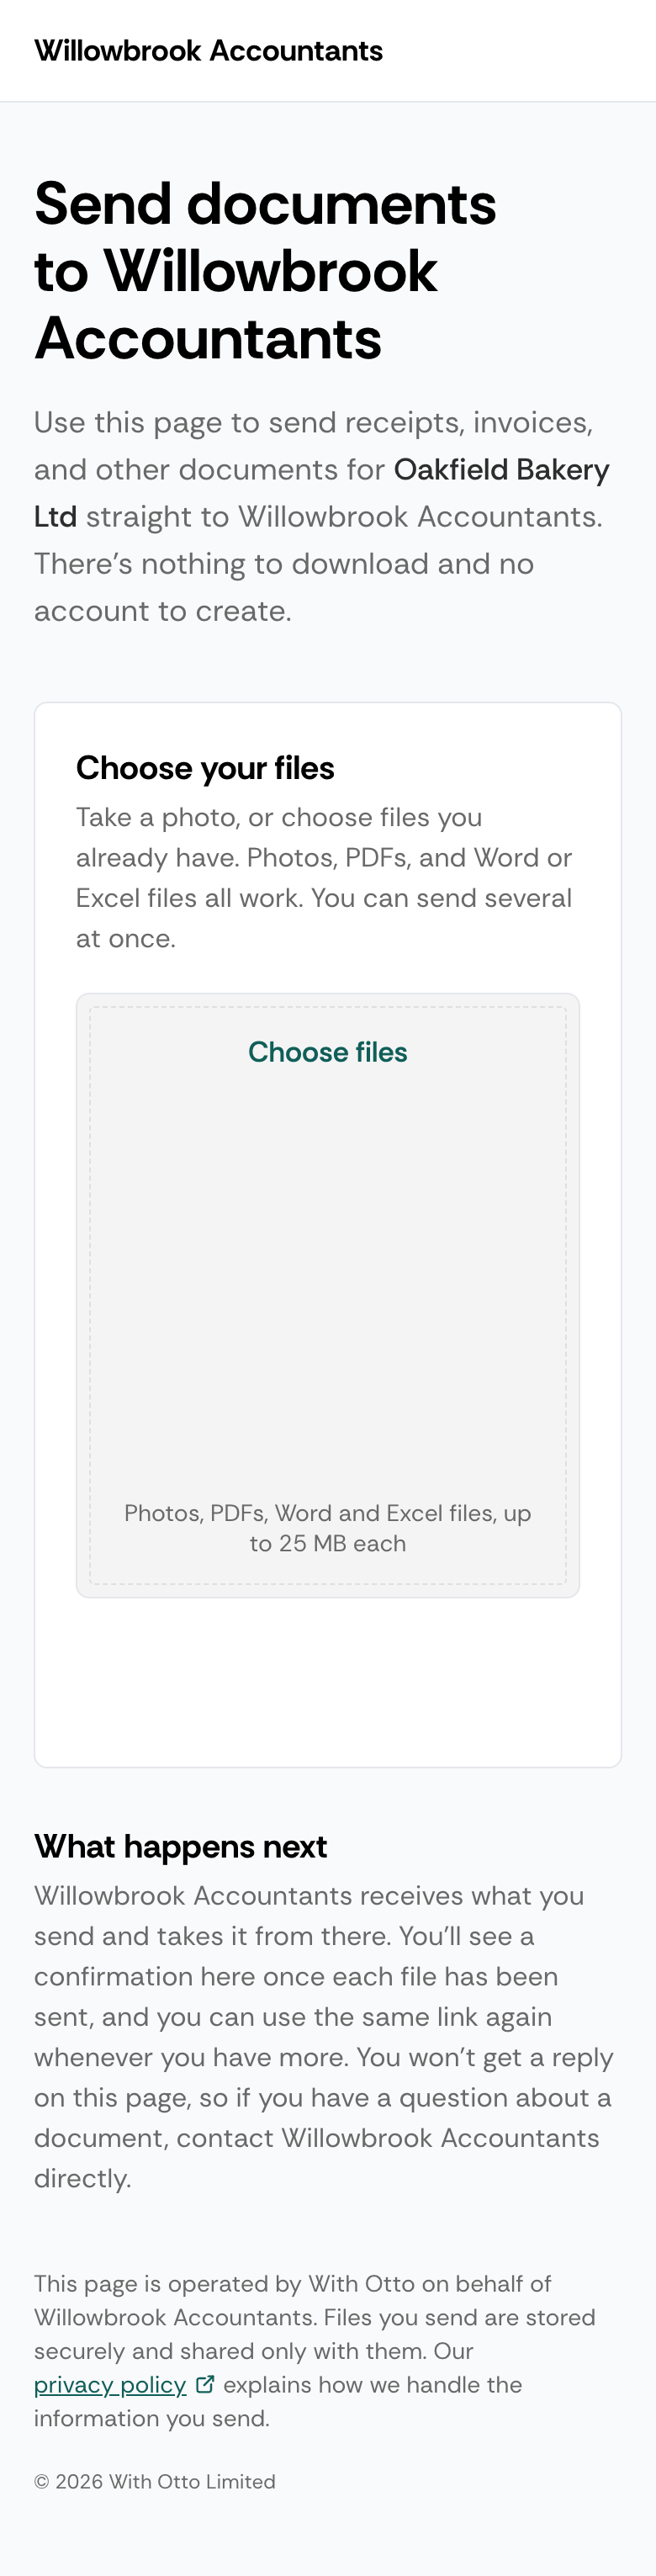 Willowbrook Accountants
Send documents
to Willowbrook
Accountants
Use this page to send receipts, invoices,
and other documents for Oakfield Bakery
Ltd straight to Willowbrook Accountants.
There’s nothing to download and no
account to create.
Choose your files
Take a photo, or choose files you
already have. Photos, PDFs, and Word or
Excel files all work. You can send several
at once.
Choose files
Photos, PDFs, Word and Excel files, up
to 25 MB each
What happens next
Willowbrook Accountants receives what you
send and takes it from there. You’ll see a
confirmation here once each file has been
sent, and you can use the same link again
whenever you have more. You won’t get a reply
on this page, so if you have a question about a
document, contact Willowbrook Accountants
directly.
This page is operated by With Otto on behalf of
Willowbrook Accountants. Files you send are stored
securely and shared only with them. Our
privacy policy explains how we handle the
information you send.
© 2026 With Otto Limited